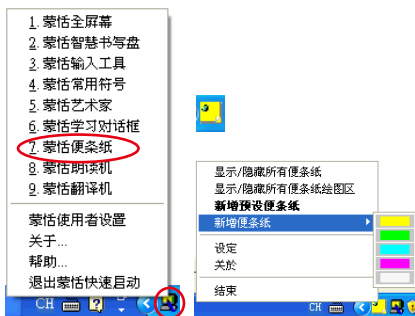 1. 蒙恬全屏幕
2. 蒙恬智慧书写盘
3. 蒙恬输入工具
4. 蒙恬常用符号
5. 蒙恬艺术家
6. 蒙恬学习对话框
7. 蒙恬便条纸
8. 蒙恬朗读机
9. 蒙恬翻译机
蒙恬使用者设置
关于...
帮助...
退出蒙恬快速启动
CH
显示/隐藏所有便条纸
显示/隐藏所有便条纸绘图区
新增预设便条纸
新增便条纸
设定
关於
结束
CH